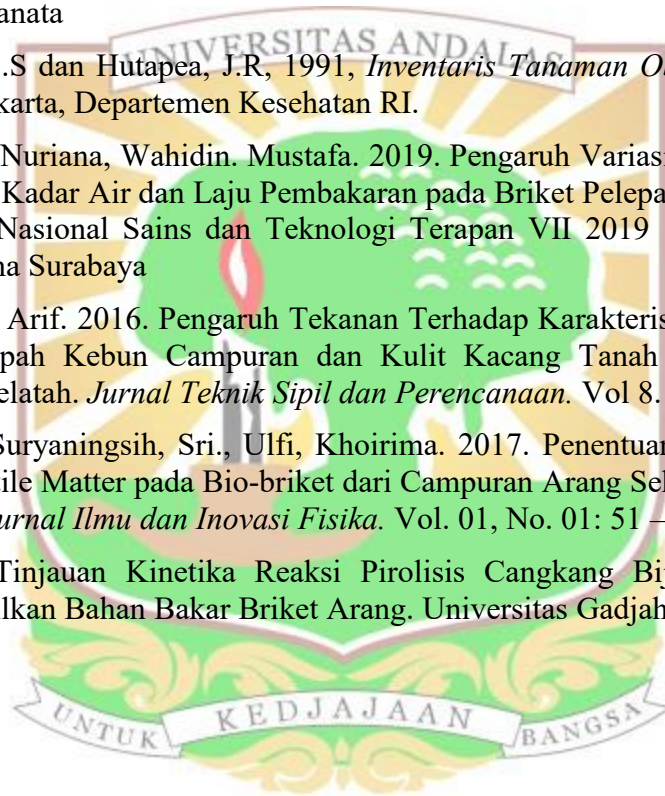 anata
UNIVERSITAS ANDALAS
.S dan Hutapea, J.R, 1991, Inventaris Tanaman O
karta, Departemen Kesehatan RI.
Nuriana, Wahidin. Mustafa. 2019. Pengaruh Varias
Kadar Air dan Laju Pembakaran pada Briket Pelepa
Nasional Sains dan Teknologi Terapan VII 2019
na Surabaya
Arif. 2016. Pengaruh Tekanan Terhadap Karakteris
pah Kebun Campuran dan Kulit Kacang Tanah
elatah. Jurnal Teknik Sipil dan Perencanaan. Vol 8.
Suryaningsih, Sri., Ulfi, Khoirima. 2017. Penentua
tile Matter pada Bio-briket dari Campuran Arang Se
urnal Ilmu dan Inovasi Fisika. Vol. 01, No. 01: 51 –
Tinjauan Kinetika Reaksi Pirolisis Cangkang Bij
lkan Bahan Bakar Briket Arang. Universitas Gadjah
UNTUK KEDJAJAAN BANGSA